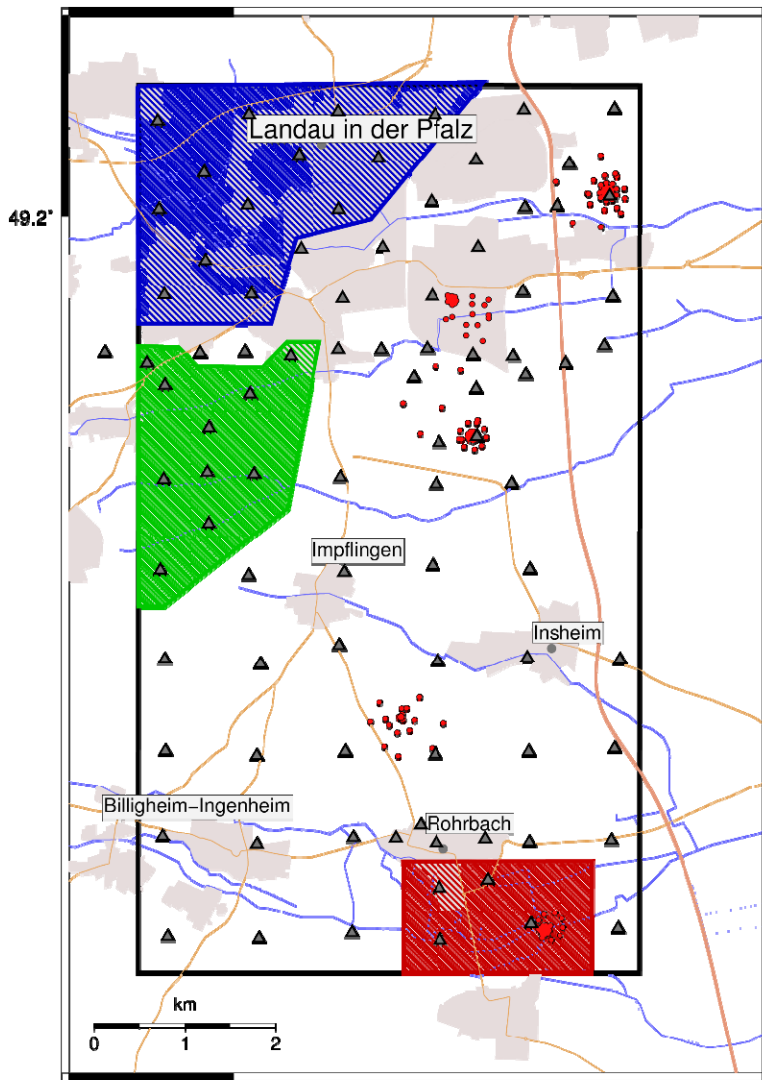 Landau in der Pfalz
49.2°
Impflingen
Insheim
Billigheim−Ingenheim
Rohrbach
km
0 1 2